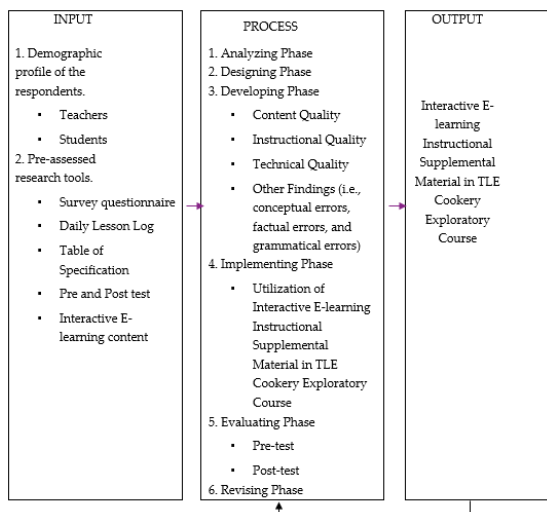 INPUT
1. Demographic
profile of the
respondents.
▪ Teachers
▪ Students
2. Pre-assessed
research tools.
▪ Survey questionnaire
▪ Daily Lesson Log
▪ Table of
Specification
▪ Pre and Post test
▪ Interactive E-
learning content
PROCESS
1. Analyzing Phase
2. Designing Phase
3. Developing Phase
▪ Content Quality
▪ Instructional Quality
▪ Technical Quality
▪ Other Findings (i.e.,
conceptual errors,
factual errors, and
grammatical errors)
4. Implementing Phase
▪ Utilization of
Interactive E-learning
Instructional
Supplemental
Material in TLE
Cookery Exploratory
Course
5. Evaluating Phase
▪ Pre-test
▪ Post-test
6. Revising Phase
OUTPUT
Interactive E-
learning
Instructional
Supplemental
Material in TLE
Cookery
Exploratory
Course